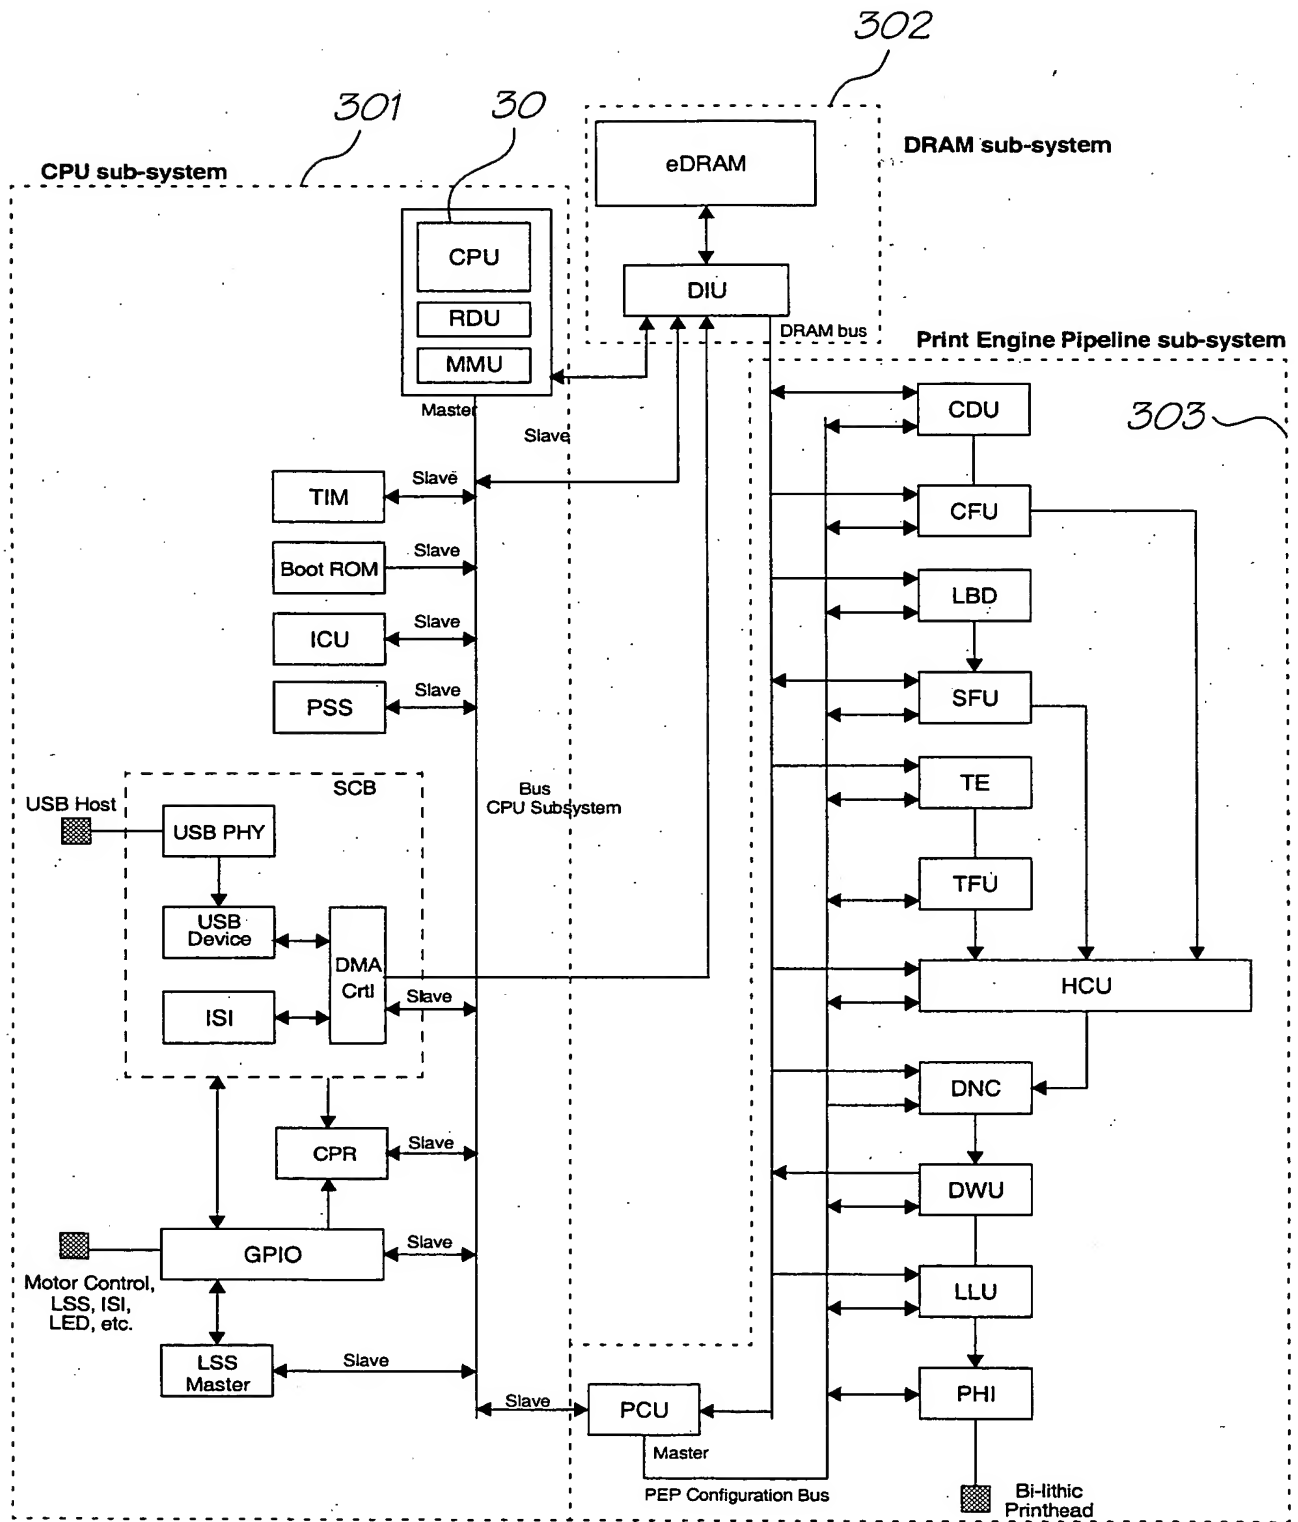 302
301
30
DRAM sub-system
CPU sub-system
eDRAM
CPU
DIU
RDU
DRAM bus
Print Engine Pipeline sub-system
MMU
Master
CDU
303
Slave
TIM
Slave
CFU
Boot ROM
Slave
LBD
ICU
Slave
PSS
Slave
SFU
SCB
Bus
CPU Subsystem
TE
USB Host
USB PHY
TFU
USB
Device
DMA
Crtl
HCU
ISI
Slave
DNC
CPR
Slave
DWU
GPIO
Slave
Motor Control,
LSS, ISI,
LED, etc.
LLU
LSS
Master
Slave
PHI
Slave
PCU
Master
PEP Configuration Bus
Bi-lithic
Printhead